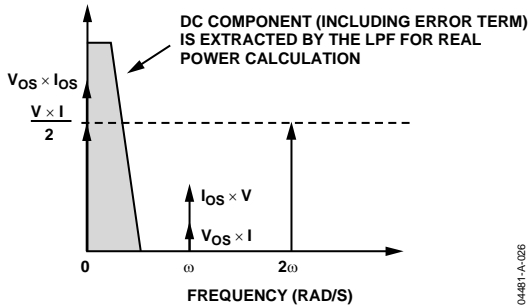 DC COMPONENT (INCLUDING ERROR TERM)
IS EXTRACTED BY THE LPF FOR REAL
POWER CALCULATION
VOS × IOS
V × I
2
IOS × V
VOS × I
0
ω
2ω
FREQUENCY (RAD/S)
04481-A-026